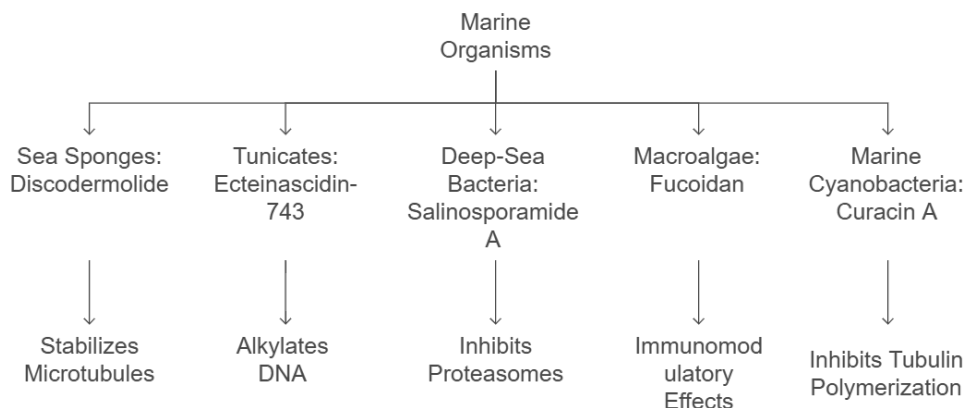 Marine
Organisms
Sea Sponges:
Discodermolide
Tunicates:
Ecteinascidin-
743
Deep-Sea
Bacteria:
Salinosporamide
A
Macroalgae:
Fucoidan
Marine
Cyanobacteria:
Curacin A
Stabilizes
Microtubules
Alkylates
DNA
Inhibits
Proteasomes
Immunomod
ulatory
Effects
Inhibits Tubulin
Polymerization